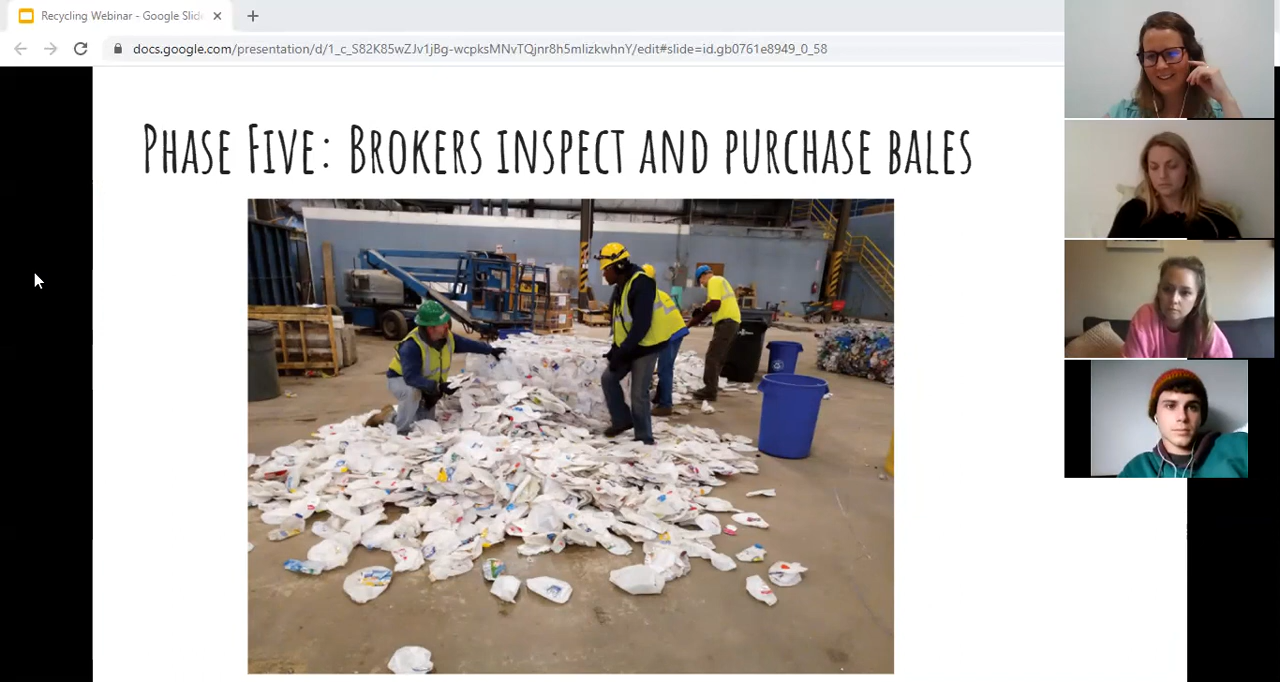 Recycling Webinar - Google Slid
docs.google.com/presentation/d/1_c_S82K85wZJv1jBg-wcpksMNvTQjnr8h5mlizkwhnY/edit#slide=id.gb0761e8949_0_58
Phase Five: Brokers inspect and purchase bales